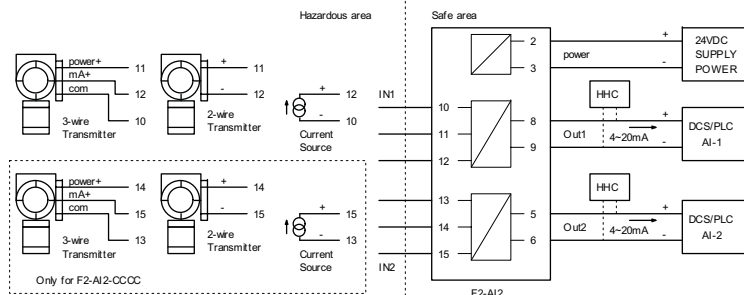 Hazardous area
Safe area
power+
mA+
com
11
12
10
3-wire
Transmitter
+
-
11
12
2-wire
Transmitter
+
-
12
10
Current
Source
IN1
10
11
12
2
3
power
+
-
24VDC
SUPPLY
POWER
8
9
Out1
HHC
4~20mA
+
-
DCS/PLC
AI-1
power+
mA+
com
14
15
13
3-wire
Transmitter
+
-
14
15
2-wire
Transmitter
+
-
15
13
Current
Source
Only for F2-AI2-CCCC
IN2
13
14
15
5
6
Out2
HHC
4~20mA
+
-
DCS/PLC
AI-2
F2-AI2